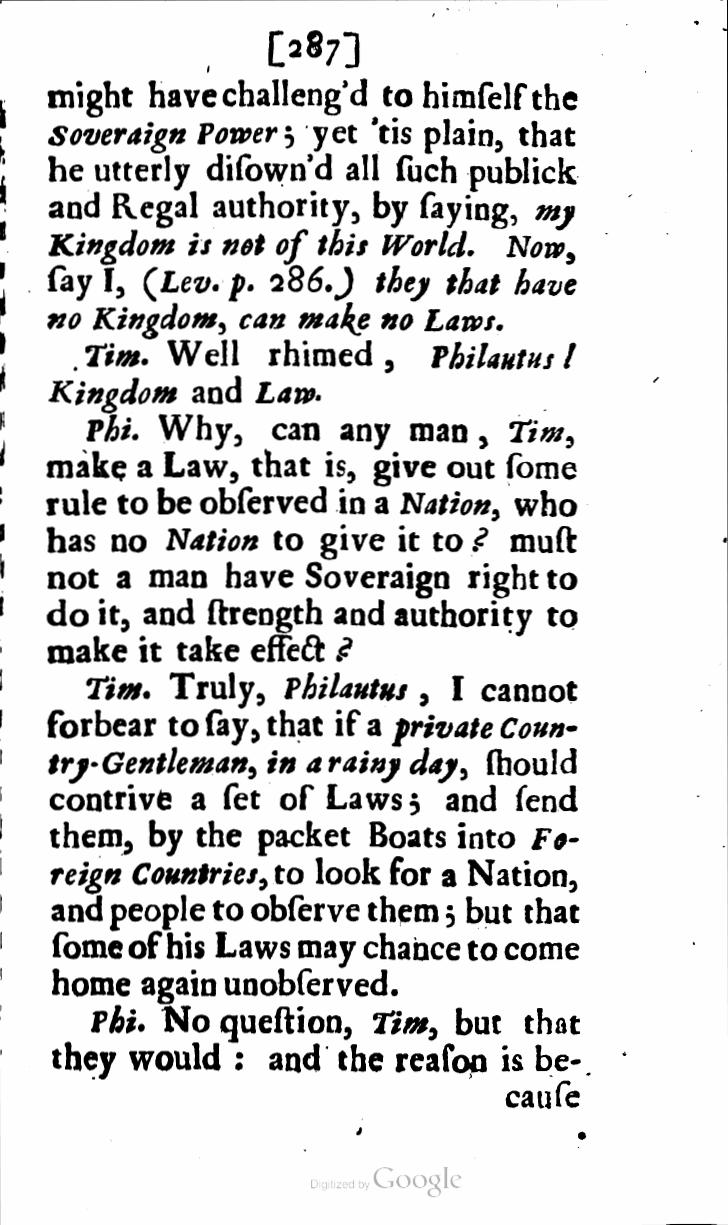 [287]
might have challeng'd to himſelf the
Soveraign Power; yet 'tis plain, that
he utterly diſown'd all ſuch publick
and Regal authority, by ſaying, my
Kingdom is not of this World. Now,
ſay I, (Lev. p. 286.) they that have
no Kingdom, can make no Laws.
Tim. Well rhimed, Philautus!
Kingdom and Law.
Phi. Why, can any man, Tim,
make a Law, that is, give out ſome
rule to be obſerved in a Nation, who
has no Nation to give it to? muſt
not a man have Soveraign right to
do it, and ſtrength and authority to
make it take effect?
Tim. Truly, Philautus, I cannot
forbear to ſay, that if a private Coun-
try-Gentleman, in a rainy day, ſhould
contrive a ſet of Laws; and ſend
them, by the packet Boats into Fo-
reign Countries, to look for a Nation,
and people to obſerve them; but that
ſome of his Laws may chance to come
home again unobſerved.
Phi. No queſtion, Tim, but that
they would: and the reaſon is be-
cauſe
Digitized by Google